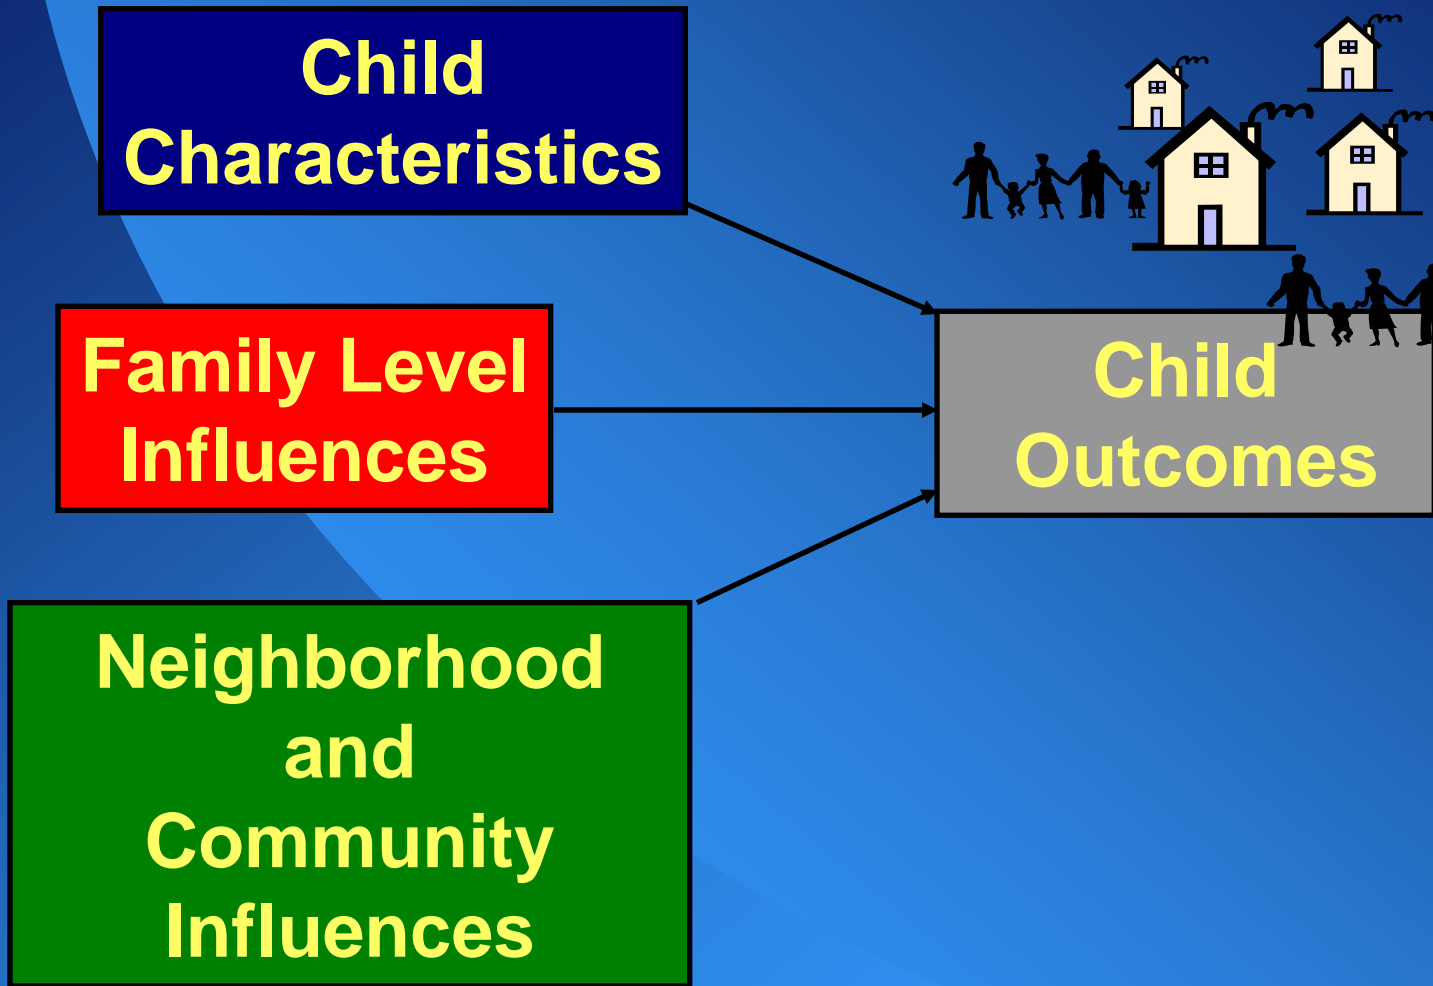 Child
Characteristics
Family Level
Influences
Child
Outcomes
Neighborhood
and
Community
Influences